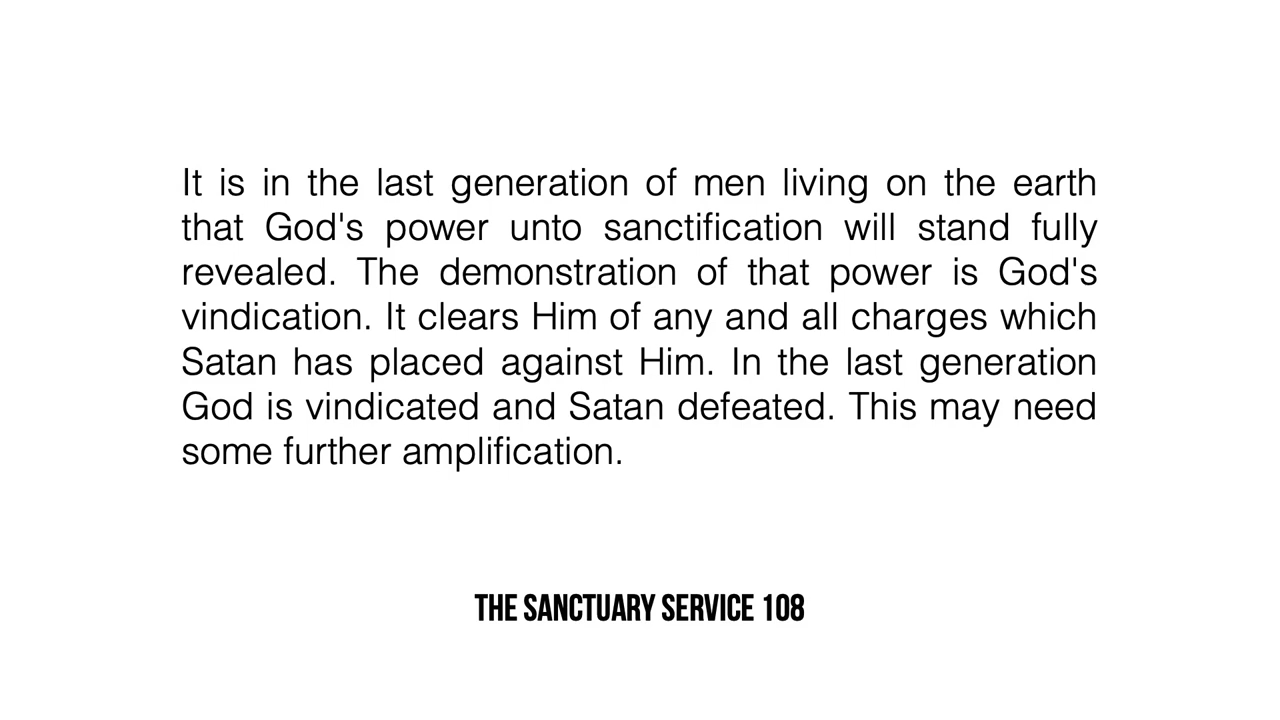 It is in the last generation of men living on the earth
that God's power unto sanctification will stand fully
revealed. The demonstration of that power is God's
vindication. It clears Him of any and all charges which
Satan has placed against Him. In the last generation
God is vindicated and Satan defeated. This may need
some further amplification.
THE SANCTUARY SERVICE 108